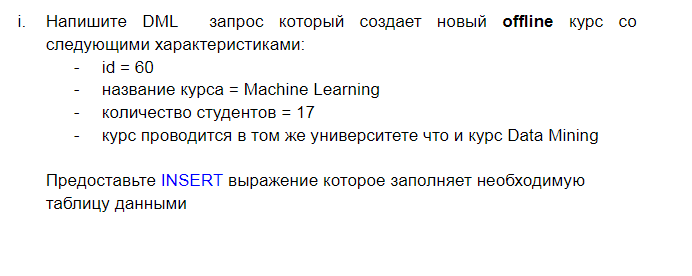 i. Напишите DML запрос который создает новый offline курс со
следующими характеристиками:
- id = 60
- название курса = Machine Learning
- количество студентов = 17
- курс проводится в том же университете что и курс Data Mining
Предоставьте INSERT выражение которое заполняет необходимую
таблицу данными